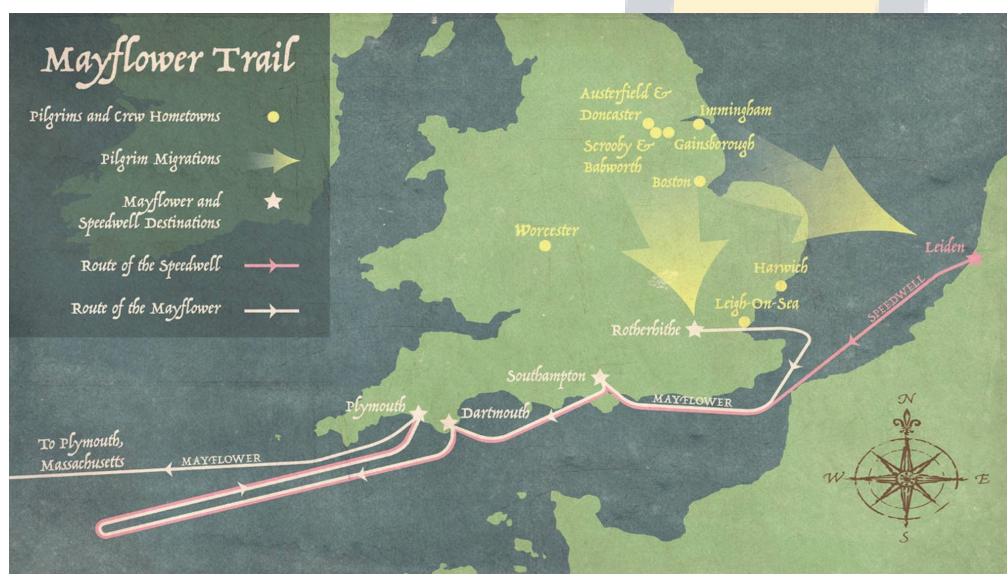 Mayflower Trail
Pilgrims and Crew Hometowns
Pilgrim Migrations
Mayflower and
Speedwell Destinations
Route of the Speedwell
Route of the Mayflower
Austerfield &
Doncaster
Immingham
Scrooby &
Babworth
Gainsborough
Boston
Worcester
Leiden
Harwich
Leigh-On-Sea
SPEEDWELL
Rotherhithe
Southampton
MAYFLOWER
Plymouth
Dartmouth
To Plymouth,
Massachusetts
MAYFLOWER
N
W
E
S